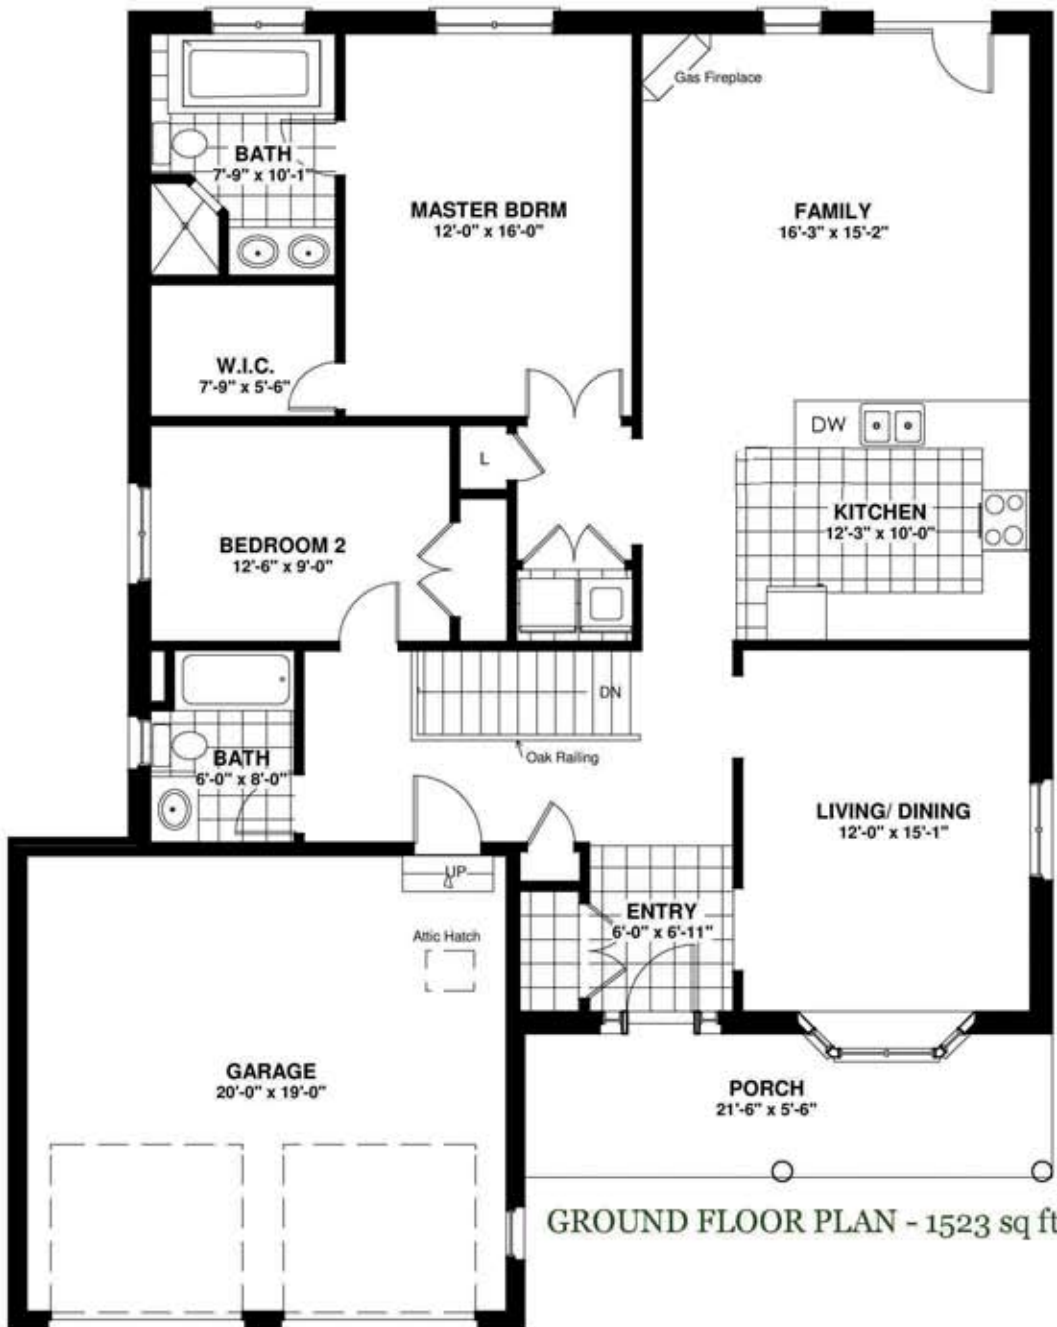 Gas Fireplace
BATH
7'-9" x 10'-1"
MASTER BDRM
12'-0" x 16'-0"
FAMILY
16'-3" x 15'-2"
W.I.C.
7'-9" x 5'-6"
DW
L
KITCHEN
12'-3" x 10'-0"
BEDROOM 2
12'-6" x 9'-0"
DN
Oak Railing
BATH
6'-0" x 8'-0"
LIVING/ DINING
12'-0" x 15'-1"
UP
ENTRY
6'-0" x 6'-11"
Attic Hatch
GARAGE
20'-0" x 19'-0"
PORCH
21'-6" x 5'-6"
GROUND FLOOR PLAN - 1523 sq ft